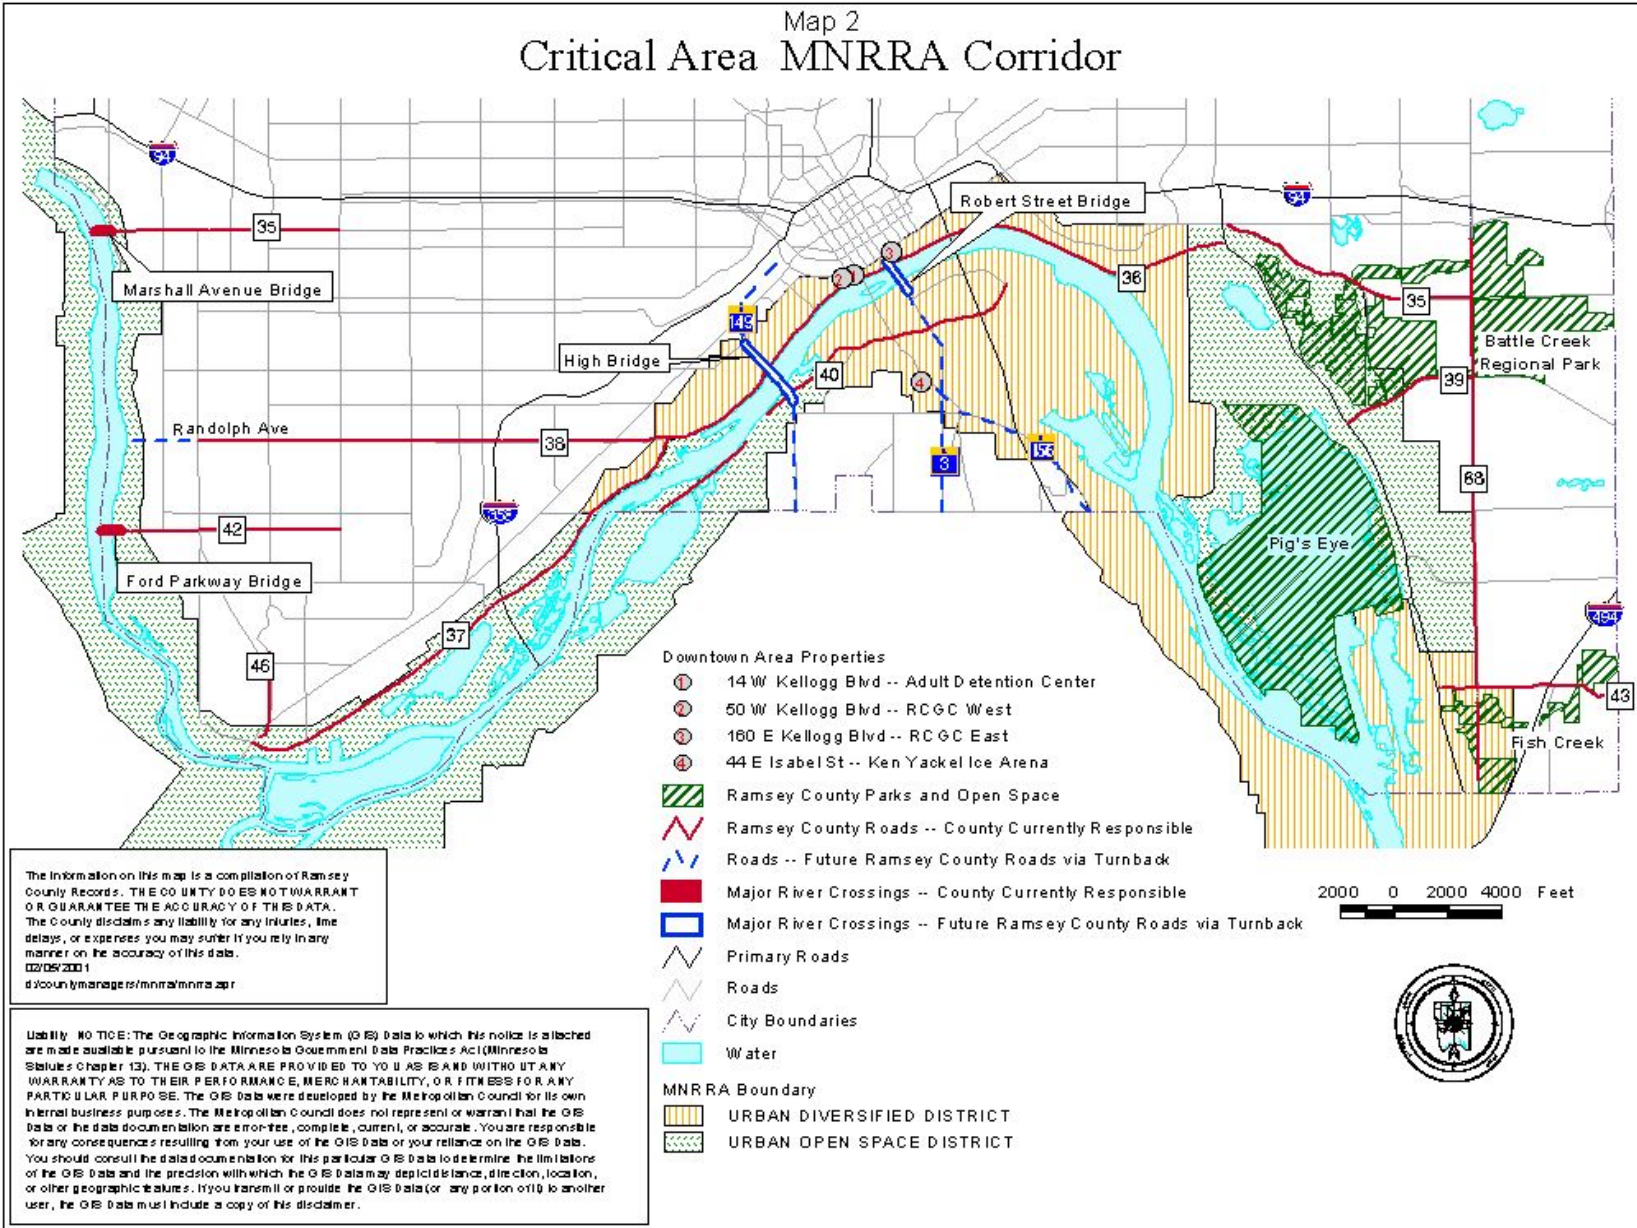 Map 2
Critical Area MNRRA Corridor
94
94
Robert Street Bridge
35
Marshall Avenue Bridge
3
2
1
36
35
149
High Bridge
Battle Creek
Regional Park
40
39
4
Randolph Ave
38
3
156
68
42
Pig's Eye
Ford Parkway Bridge
494
37
46
43
Fish Creek
Downtown Area Properties
1 14 W Kellogg Blvd -- Adult Detention Center
2 50 W Kellogg Blvd -- RCGC West
3 160 E Kellogg Blvd -- RCGC East
4 44 E Isabel St -- Ken Yackel Ice Arena
Ramsey County Parks and Open Space
Ramsey County Roads -- County Currently Responsible
Roads -- Future Ramsey County Roads via Turnback
Major River Crossings -- County Currently Responsible
Major River Crossings -- Future Ramsey County Roads via Turnback
Primary Roads
Roads
City Boundaries
Water
MNRRA Boundary
URBAN DIVERSIFIED DISTRICT
URBAN OPEN SPACE DISTRICT
2000 0 2000 4000 Feet
The information on this map is a compilation of Ramsey
County Records. THE COUNTY DOES NOT WARRANT
OR GUARANTEE THE ACCURACY OF THIS DATA.
The County disclaims any liability for any injuries, time
delays, or expenses you may suffer if you rely in any
manner on the accuracy of this data.
02/05/2001
d:/countymanagers/mnrra/mnrra.apr
Liability NOTICE: The Geographic Information System (GIS) Data to which this notice is attached
are made available pursuant to the Minnesota Government Data Practices Act (Minnesota
Statutes Chapter 13). THE GIS DATA ARE PROVIDED TO YOU AS IS AND WITHOUT ANY
WARRANTY AS TO THEIR PERFORMANCE, MERCHANTABILITY, OR FITNESS FOR ANY
PARTICULAR PURPOSE. The GIS Data were developed by the Metropolitan Council for its own
internal business purposes. The Metropolitan Council does not represent or warrant that the GIS
Data or the data documentation are error-free, complete, current, or accurate. You are responsible
for any consequences resulting from your use of the GIS Data or your reliance on the GIS Data.
You should consult the data documentation for this particular GIS Data to determine the limitations
of the GIS Data and the precision with which the GIS Data may depict distance, direction, location,
or other geographic features. If you transmit or provide the GIS Data (or any portion of it) to another
user, the GIS Data must include a copy of this disclaimer.